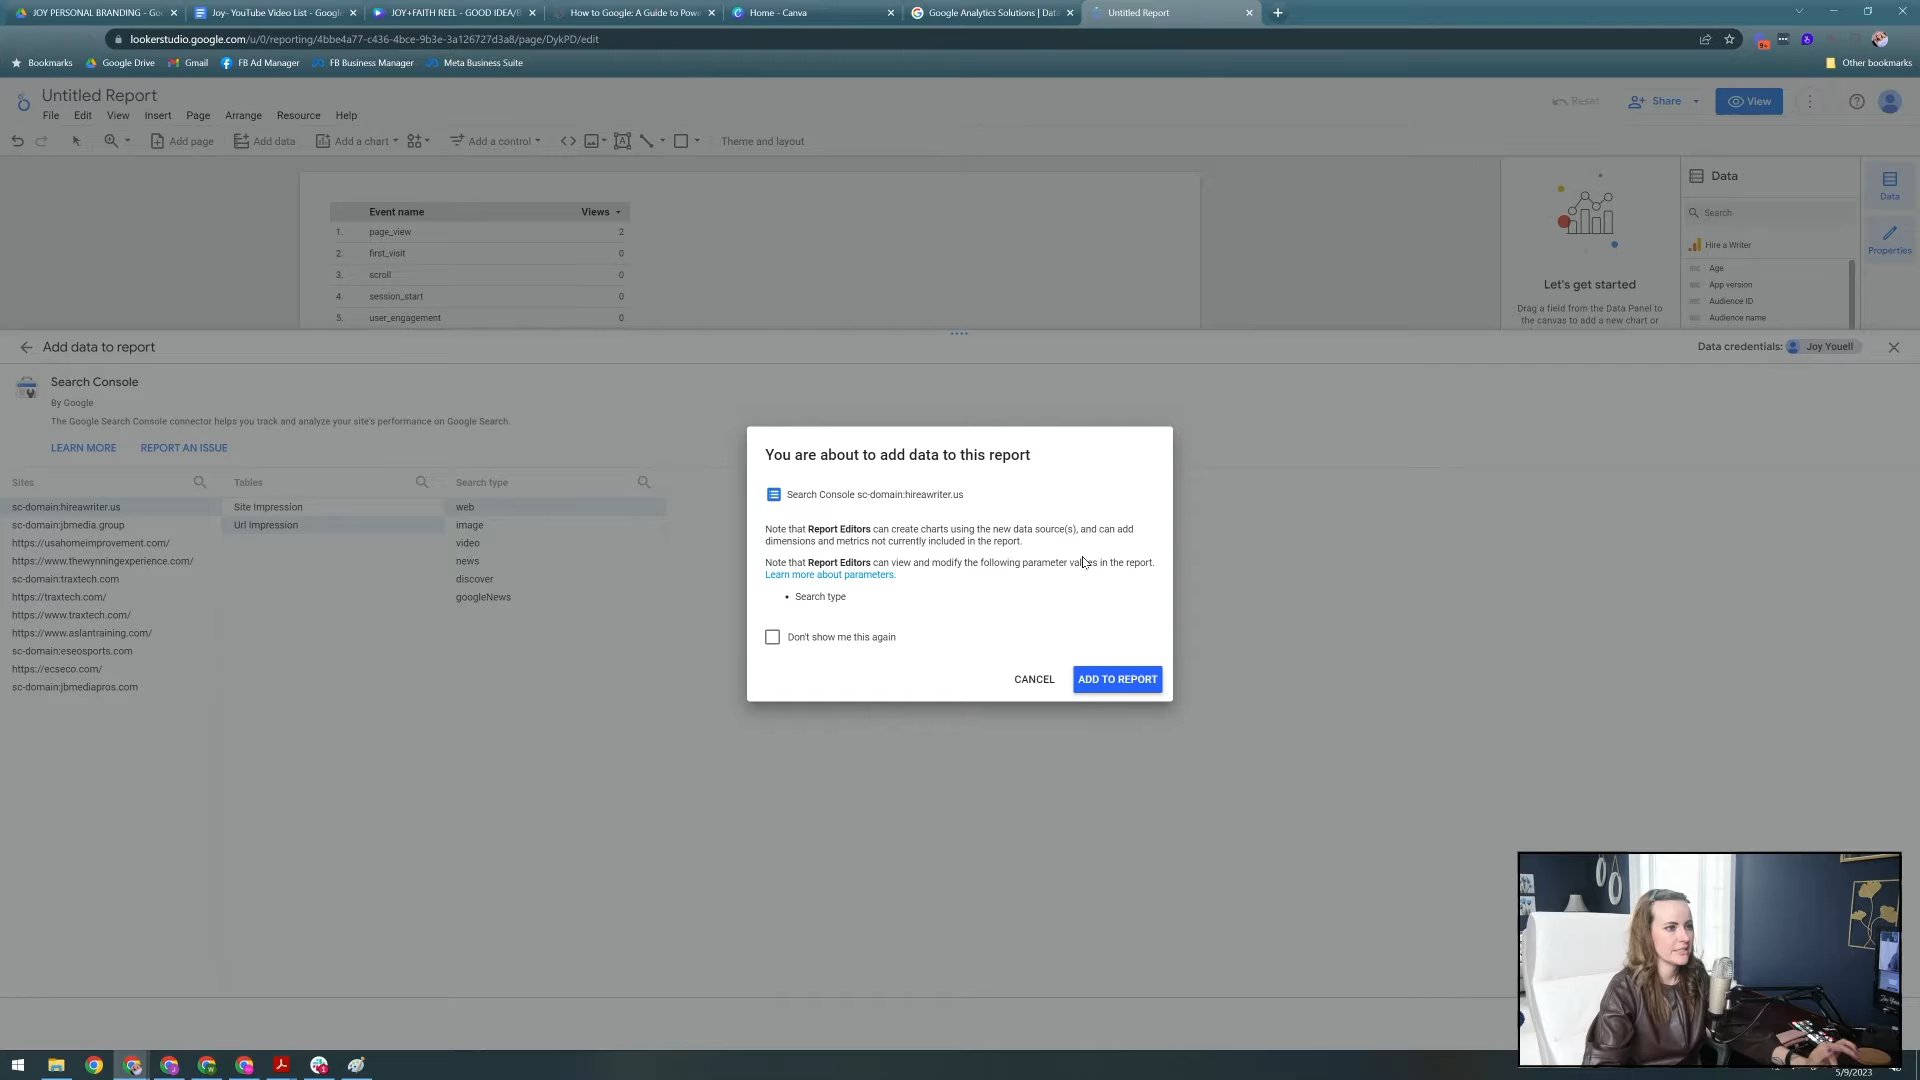 JOY PERSONAL BRANDING - Go
Joy- YouTube Video List - Google
JOY+FAITH REEL - GOOD IDEA/B
How to Google: A Guide to Powe
Home - Canva
Google Analytics Solutions | Dat
Untitled Report
lookerstudio.google.com/u/0/reporting/4bbe4a77-c436-4bce-9b3e-3a126727d3a8/page/DykPD/edit
9+
Bookmarks
Google Drive
Gmail
FB Ad Manager
FB Business Manager
Meta Business Suite
Other bookmarks
Untitled Report
Reset
Share
View
File
Edit
View
Insert
Page
Arrange
Resource
Help
Add page
Add data
Add a chart
Add a control
Theme and layout
Event name
Views
1. page_view 2
2. first_visit 0
3. scroll 0
4. session_start 0
5. user_engagement 0
Let's get started
Drag a field from the Data Panel to
the canvas to add a new chart or
Data
Search
Hire a Writer
Age
App version
Audience ID
Audience name
Data
Properties
Add data to report
Data credentials:
Joy Youell
Search Console
By Google
The Google Search Console connector helps you track and analyze your site's performance on Google Search.
LEARN MORE
REPORT AN ISSUE
Sites
sc-domain:hireawriter.us
sc-domain:jbmedia.group
https://usahomeimprovement.com/
https://www.thewynningexperience.com/
sc-domain:traxtech.com
https://traxtech.com/
https://www.traxtech.com/
https://www.aslantraining.com/
sc-domain:eseosports.com
https://ecseco.com/
sc-domain:jbmediapros.com
Tables
Site Impression
Url Impression
Search type
web
image
video
news
discover
googleNews
You are about to add data to this report
Search Console sc-domain:hireawriter.us
Note that Report Editors can create charts using the new data source(s), and can add
dimensions and metrics not currently included in the report.
Note that Report Editors can view and modify the following parameter values in the report.
Learn more about parameters.
• Search type
Don't show me this again
CANCEL
ADD TO REPORT
5/9/2023